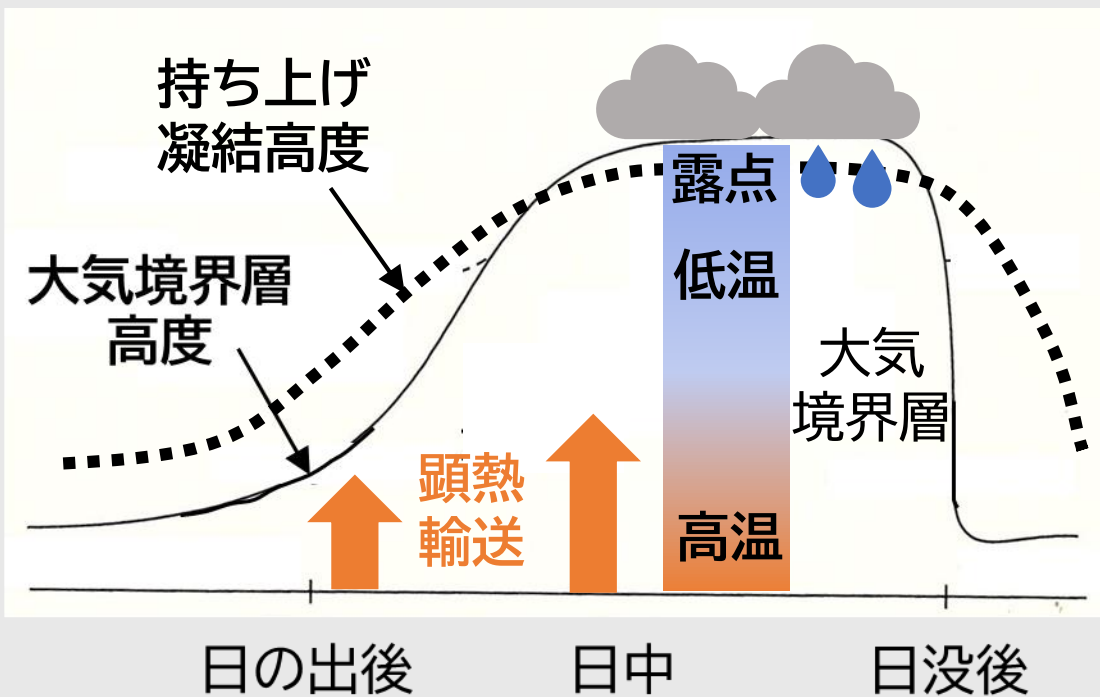 持ち上げ
凝結高度
大気境界層
高度
顕熱
輸送
露点
低温
高温
大気
境界層
日の出後
日中
日没後